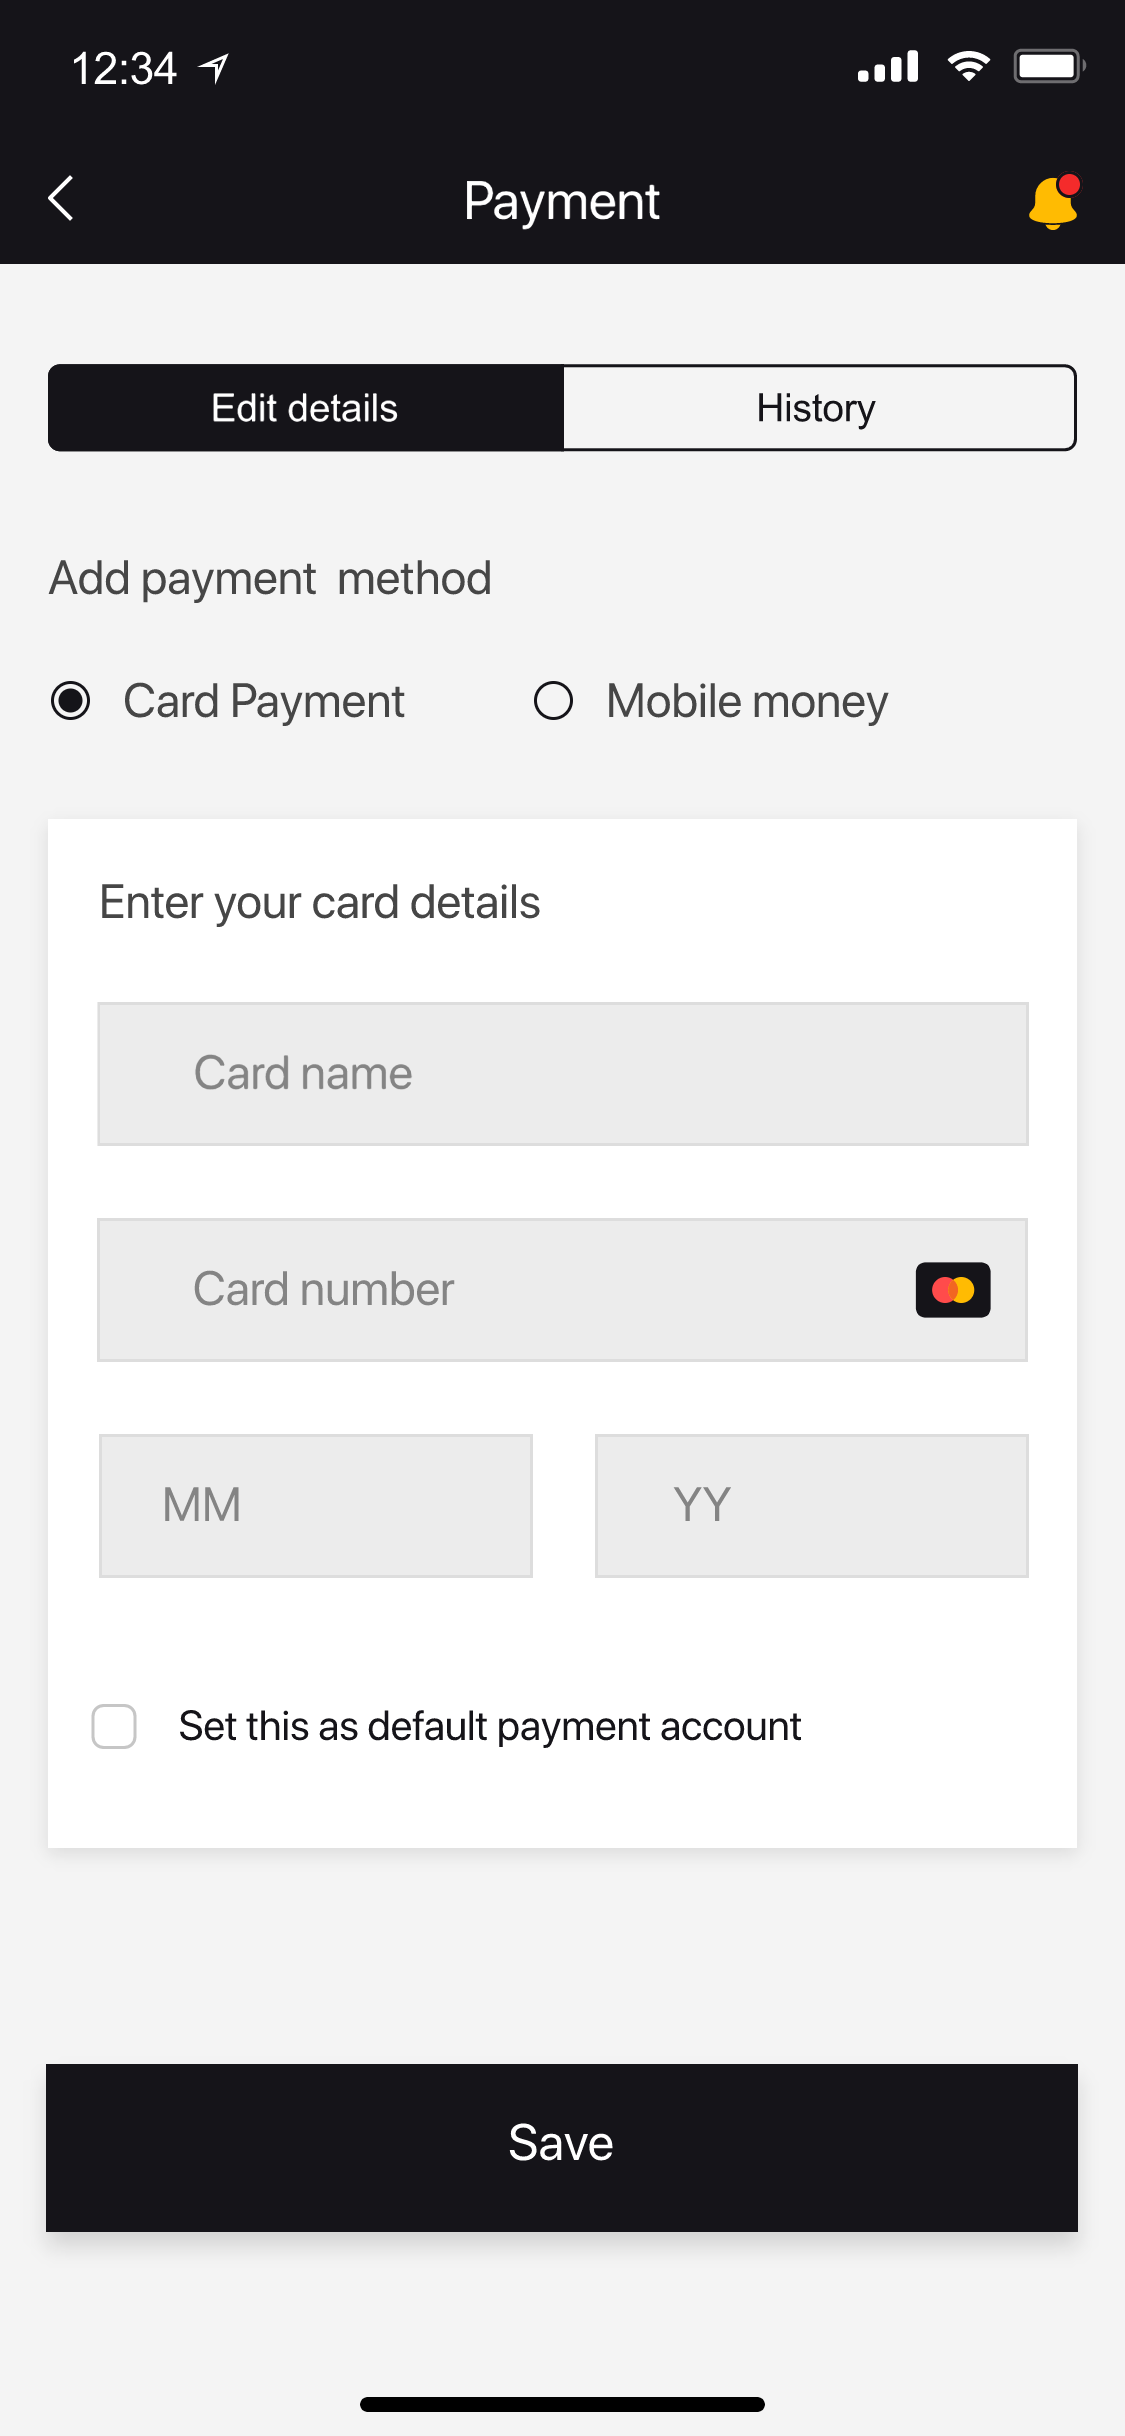 12:34
Payment
Edit details
History
Add payment  method
Card Payment
Mobile money
Enter your card details
Card name
Card number
MM
YY
Set this as default payment account
Save